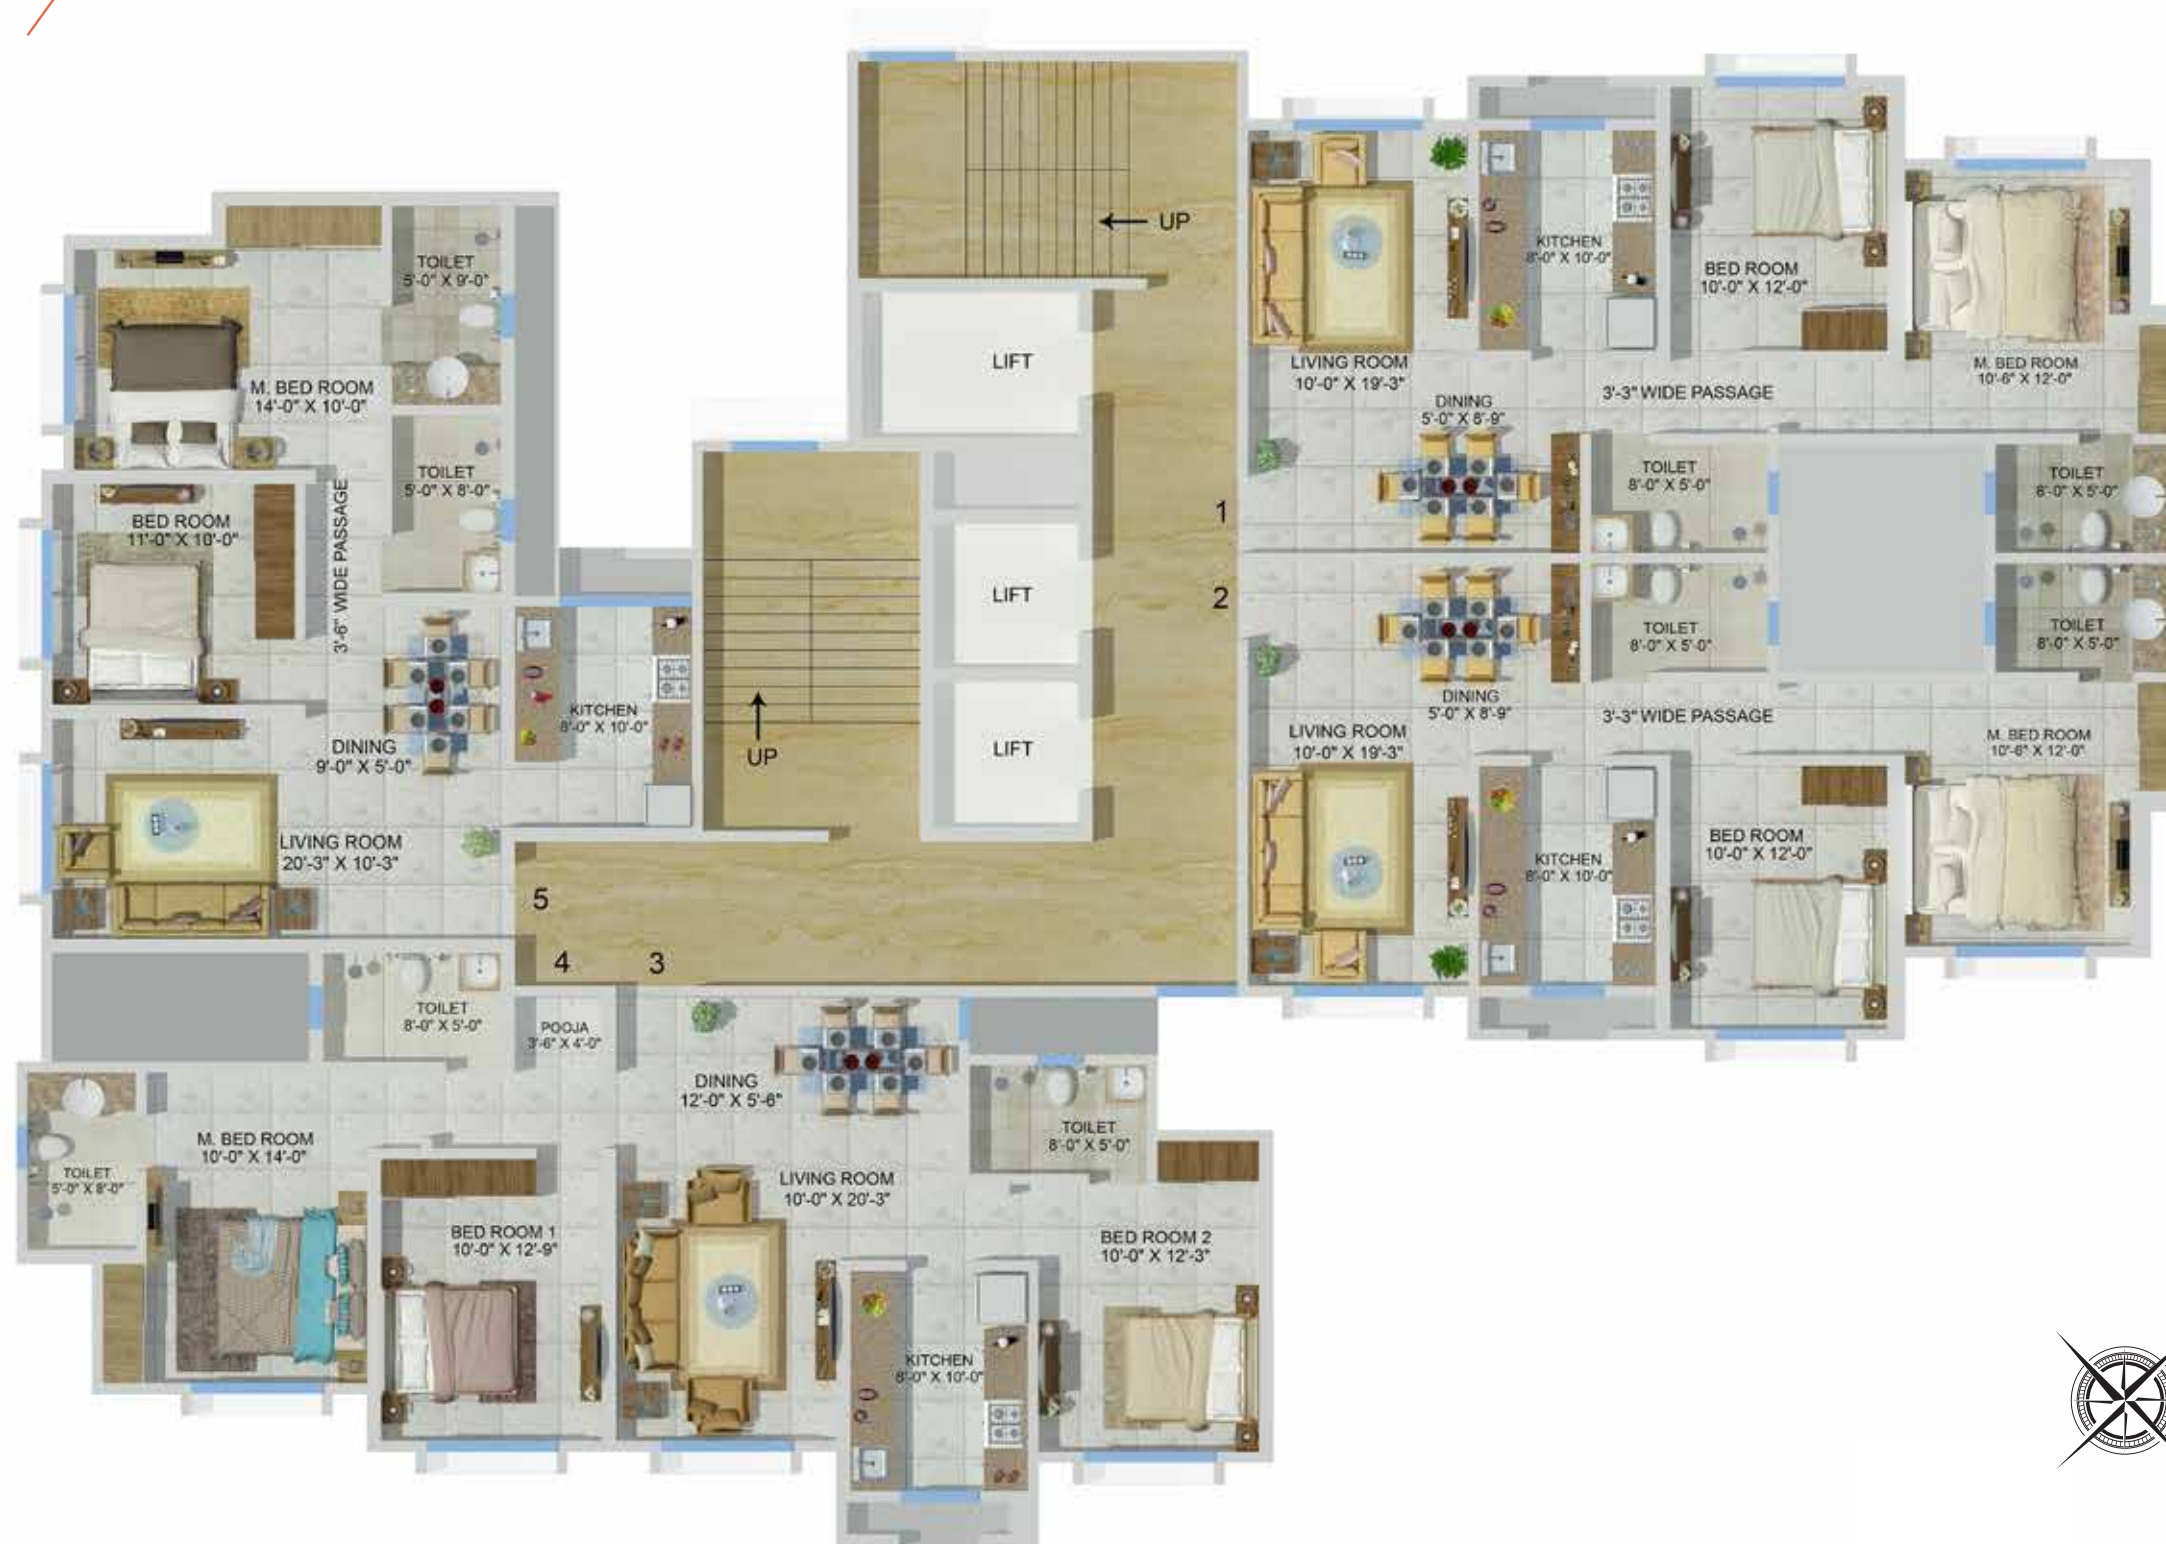 UP
LIFT
LIFT
LIFT
UP
1
2
3
4
5
LIVING ROOM
10'-0" X 19'-3"
KITCHEN
8'-0" X 10'-0"
BED ROOM
10'-0" X 12'-0"
M. BED ROOM
10'-6" X 12'-0"
DINING
5'-0" X 8'-9"
3'-3" WIDE PASSAGE
TOILET
8'-0" X 5'-0"
TOILET
8'-0" X 5'-0"
TOILET
8'-0" X 5'-0"
TOILET
8'-0" X 5'-0"
DINING
5'-0" X 8'-9"
3'-3" WIDE PASSAGE
LIVING ROOM
10'-0" X 19'-3"
KITCHEN
8'-0" X 10'-0"
BED ROOM
10'-0" X 12'-0"
M. BED ROOM
10'-6" X 12'-0"
TOILET
5'-0" X 9'-0"
M. BED ROOM
14'-0" X 10'-0"
TOILET
5'-0" X 8'-0"
BED ROOM
11'-0" X 10'-0"
3'-6" WIDE PASSAGE
KITCHEN
8'-0" X 10'-0"
DINING
9'-0" X 5'-0"
LIVING ROOM
20'-3" X 10'-3"
TOILET
8'-0" X 5'-0"
POOJA
3'-6" X 4'-0"
M. BED ROOM
10'-0" X 14'-0"
TOILET
5'-0" X 8'-0"
BED ROOM 1
10'-0" X 12'-9"
DINING
12'-0" X 5'-6"
TOILET
8'-0" X 5'-0"
LIVING ROOM
10'-0" X 20'-3"
BED ROOM 2
10'-0" X 12'-3"
KITCHEN
8'-0" X 10'-0"